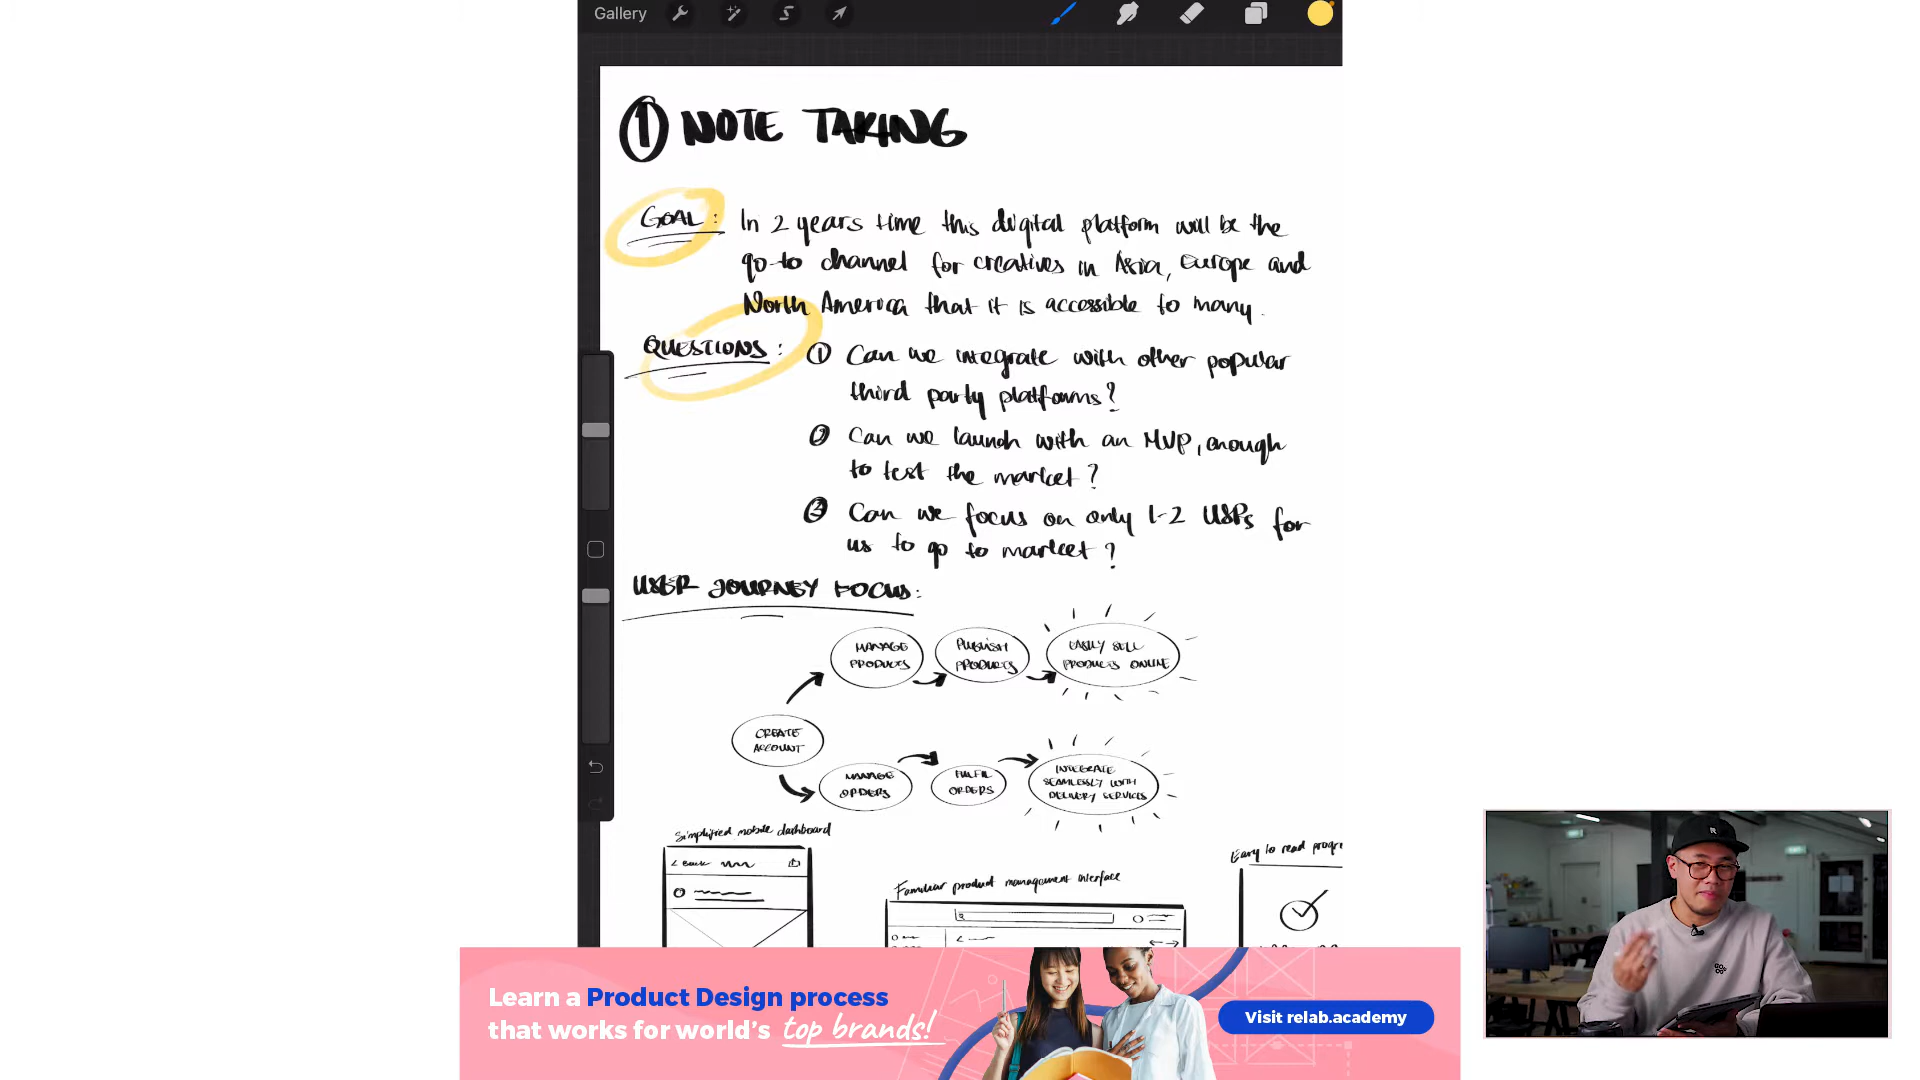 Gallery
① NOTE TAKING
GOAL: In 2 years time this digital platform will be the
go-to channel for creatives in Asia, Europe and
North America that it is accessible to many.
QUESTIONS: ① Can we integrate with other popular
third party platforms?
② Can we launch with an MVP, enough
to test the market?
③ Can we focus on only 1-2 USPs for
us to go to market?
USER JOURNEY FOCUS:
MANAGE
PRODUCTS
PUBLISH
PRODUCTS
EASILY SELL
PRODUCTS ONLINE
CREATE
ACCOUNT
MANAGE
ORDERS
FULFIL
ORDERS
INTEGRATE
SEAMLESSLY WITH
DELIVERY SERVICES
Simplified mobile dashboard
< Back
Familiar product management interface
Easy to read progr
Learn a Product Design process
that works for world's top brands!
Visit relab.academy